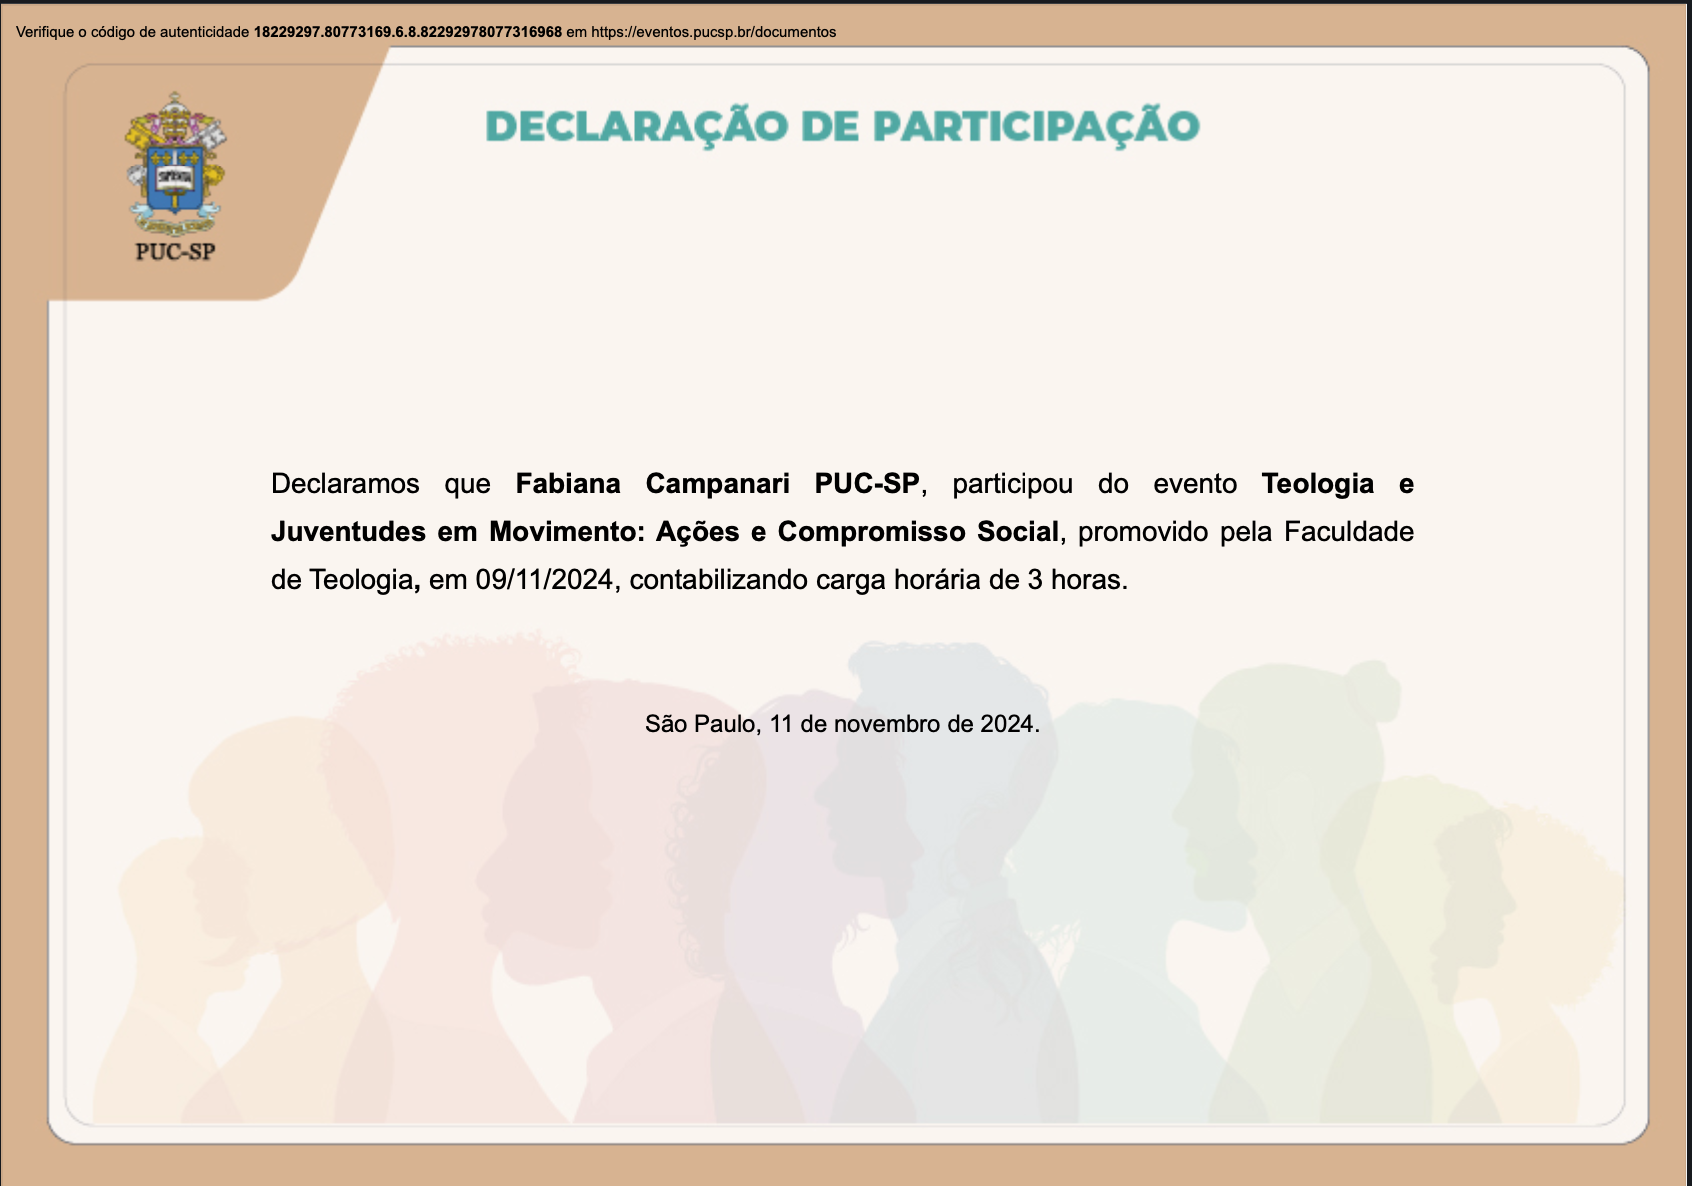 Verifique o código de autenticidade 18229297.80773169.6.8.82292978077316968 em https://eventos.pucsp.br/documentos
DECLARAÇÃO DE PARTICIPAÇÃO
PUC-SP
Declaramos que Fabiana Campanari PUC-SP, participou do evento Teologia e
Juventudes em Movimento: Ações e Compromisso Social, promovido pela Faculdade
de Teologia, em 09/11/2024, contabilizando carga horária de 3 horas.
São Paulo, 11 de novembro de 2024.